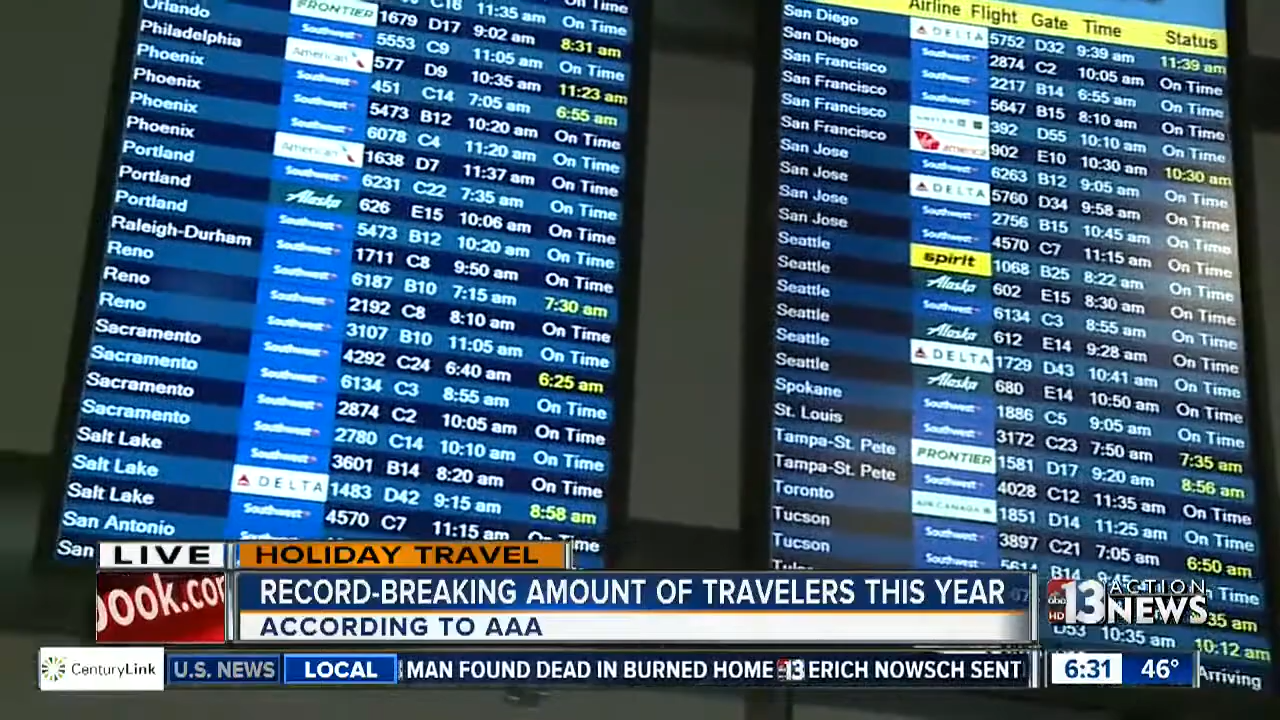 C16 11:35 am On Time
FRONTIER 1679 D17 9:02 am 8:31 am
Orlando Southwest 5553 C9 11:05 am On Time
Philadelphia American 577 D9 10:35 am 11:23 am
Phoenix Southwest 451 C14 7:05 am 6:55 am
Phoenix Southwest 5473 B12 10:20 am On Time
Phoenix Southwest 6078 C4 11:20 am On Time
Phoenix American 1638 D7 11:37 am On Time
Portland Southwest 6231 C22 7:35 am On Time
Portland Alaska 626 E15 10:06 am On Time
Portland Southwest 5473 B12 10:20 am On Time
Raleigh-Durham Southwest 1711 C8 9:50 am On Time
Reno Southwest 6187 B10 7:15 am 7:30 am
Reno Southwest 2192 C8 8:10 am On Time
Reno Southwest 3107 B10 11:05 am On Time
Sacramento Southwest 4292 C24 6:40 am 6:25 am
Sacramento Southwest 6134 C3 8:55 am On Time
Sacramento Southwest 2874 C2 10:05 am On Time
Sacramento Southwest 2780 C14 10:10 am On Time
Salt Lake Southwest 3601 B14 8:20 am On Time
Salt Lake DELTA 1483 D42 9:15 am 8:58 am
Salt Lake Southwest 4570 C7 11:15 am On Time
San Antonio
San
Airline Flight Gate Time Status
San Diego DELTA 5752 D32 9:39 am 11:39 am
San Diego Southwest 2874 C2 10:05 am On Time
San Francisco Southwest 2217 B14 6:55 am On Time
San Francisco Southwest 5647 B15 8:10 am On Time
San Francisco UNITED 392 D55 10:10 am On Time
San Francisco america 902 E10 10:30 am 10:30 am
San Jose Southwest 6263 B12 9:05 am On Time
San Jose DELTA 5760 D34 9:58 am On Time
San Jose Southwest 2756 B15 10:45 am On Time
San Jose Southwest 4570 C7 11:15 am On Time
Seattle spirit 1068 B25 8:22 am On Time
Seattle Alaska 602 E15 8:30 am On Time
Seattle Southwest 6134 C3 8:55 am On Time
Seattle Alaska 612 E14 9:28 am On Time
Seattle DELTA 1729 D43 10:41 am On Time
Seattle Alaska 680 E14 10:50 am On Time
Spokane Southwest 1886 C5 9:05 am On Time
St. Louis Southwest 3172 C23 7:50 am 7:35 am
Tampa-St. Pete FRONTIER 1581 D17 9:20 am 8:56 am
Tampa-St. Pete Southwest 4028 C12 11:35 am On Time
Toronto AIR CANADA 1851 D14 11:25 am On Time
Tucson Southwest 3897 C21 7:05 am 6:50 am
Tucson Southwest 5614 B14 Time
35 am
D53 10:35 am 10:12 am
Arriving
LIVE HOLIDAY TRAVEL
book.com
RECORD-BREAKING AMOUNT OF TRAVELERS THIS YEAR
ACCORDING TO AAA
abc HD 13 ACTION NEWS
CenturyLink U.S. NEWS LOCAL MAN FOUND DEAD IN BURNED HOME 13 ERICH NOWSCH SENT 6:31 46°